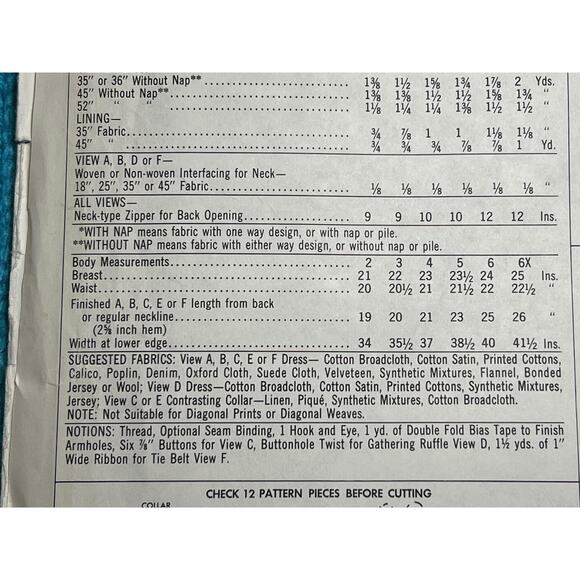 35" or 36" Without Nap** 1⅜ 1½ 1⅝ 1¾ 1⅞ 2 Yds.
45" Without Nap** 1⅜ 1⅜ 1½ 1½ 1⅝ 1¾ "
52" " " 1⅛ 1¼ 1¼ 1⅜ 1½ 1½ "
LINING—
35" Fabric ¾ ⅞ 1 1 1⅛ 1⅛ "
45" " ¾ ¾ ¾ ⅞ ⅞ 1 Yd.
VIEW A, B, D or F—
Woven or Non-woven Interfacing for Neck—
18", 25", 35" or 45" Fabric ⅛ ⅛ ⅛ ⅛ ⅛ ⅛ "
ALL VIEWS—
Neck-type Zipper for Back Opening 9 9 10 10 12 12 Ins.
*WITH NAP means fabric with one way design, or with nap or pile.
**WITHOUT NAP means fabric with either way design, or without nap or pile.
Body Measurements 2 3 4 5 6 6X
Breast 21 22 23 23½ 24 25 Ins.
Waist 20 20½ 21 21½ 22 22½ "
Finished A, B, C, E or F length from back
or regular neckline 19 20 21 23 25 26 "
(2⅝ inch hem)
Width at lower edge 34 35½ 37 38½ 40 41½ Ins.
SUGGESTED FABRICS: View A, B, C, E or F Dress— Cotton Broadcloth, Cotton Satin, Printed Cottons,
Calico, Poplin, Denim, Oxford Cloth, Suede Cloth, Velveteen, Synthetic Mixtures, Flannel, Bonded
Jersey or Wool; View D Dress—Cotton Broadcloth, Cotton Satin, Printed Cottons, Synthetic Mixtures,
Jersey; View C or E Contrasting Collar—Linen, Piqué, Synthetic Mixtures, Cotton Broadcloth.
NOTE: Not Suitable for Diagonal Prints or Diagonal Weaves.
NOTIONS: Thread, Optional Seam Binding, 1 Hook and Eye, 1 yd. of Double Fold Bias Tape to Finish
Armholes, Six ⅞" Buttons for View C, Buttonhole Twist for Gathering Ruffle View D, 1½ yds. of 1"
Wide Ribbon for Tie Belt View F.
CHECK 12 PATTERN PIECES BEFORE CUTTING
COLLAR